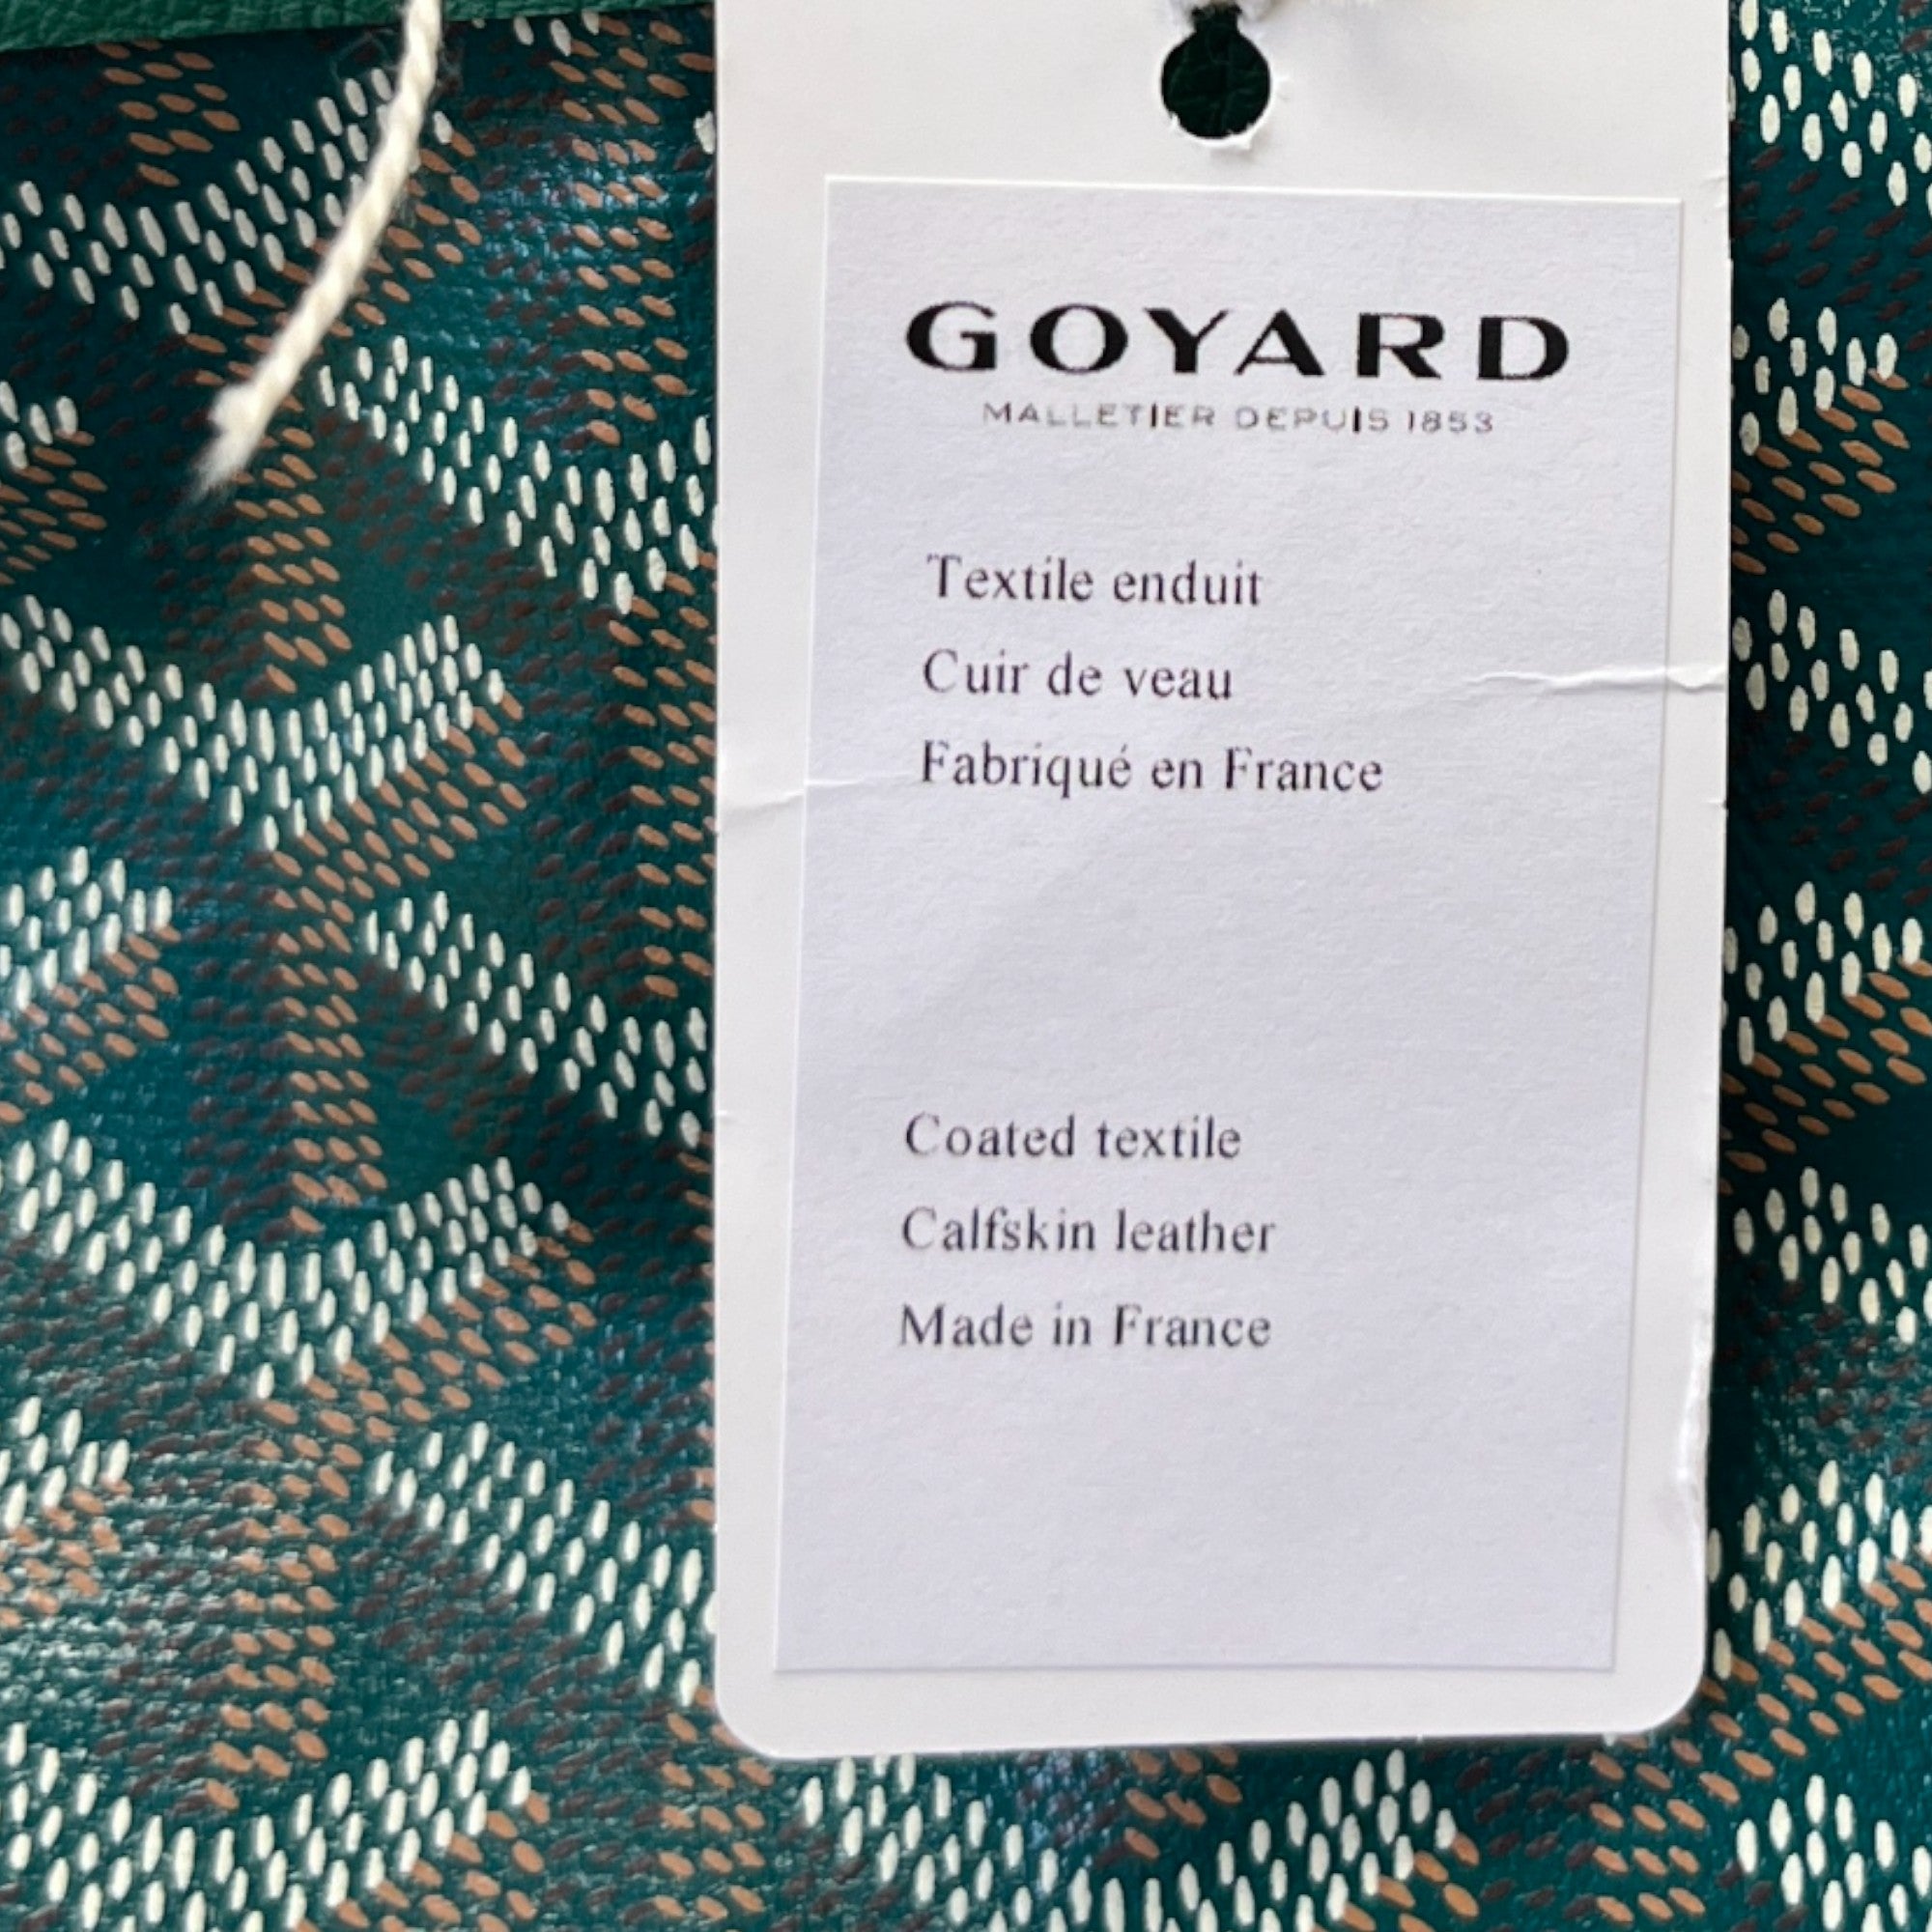 GOYARD
MALLETIER DEPUIS 1853
Textile enduit
Cuir de veau
Fabriqué en France
Coated textile
Calfskin leather
Made in France